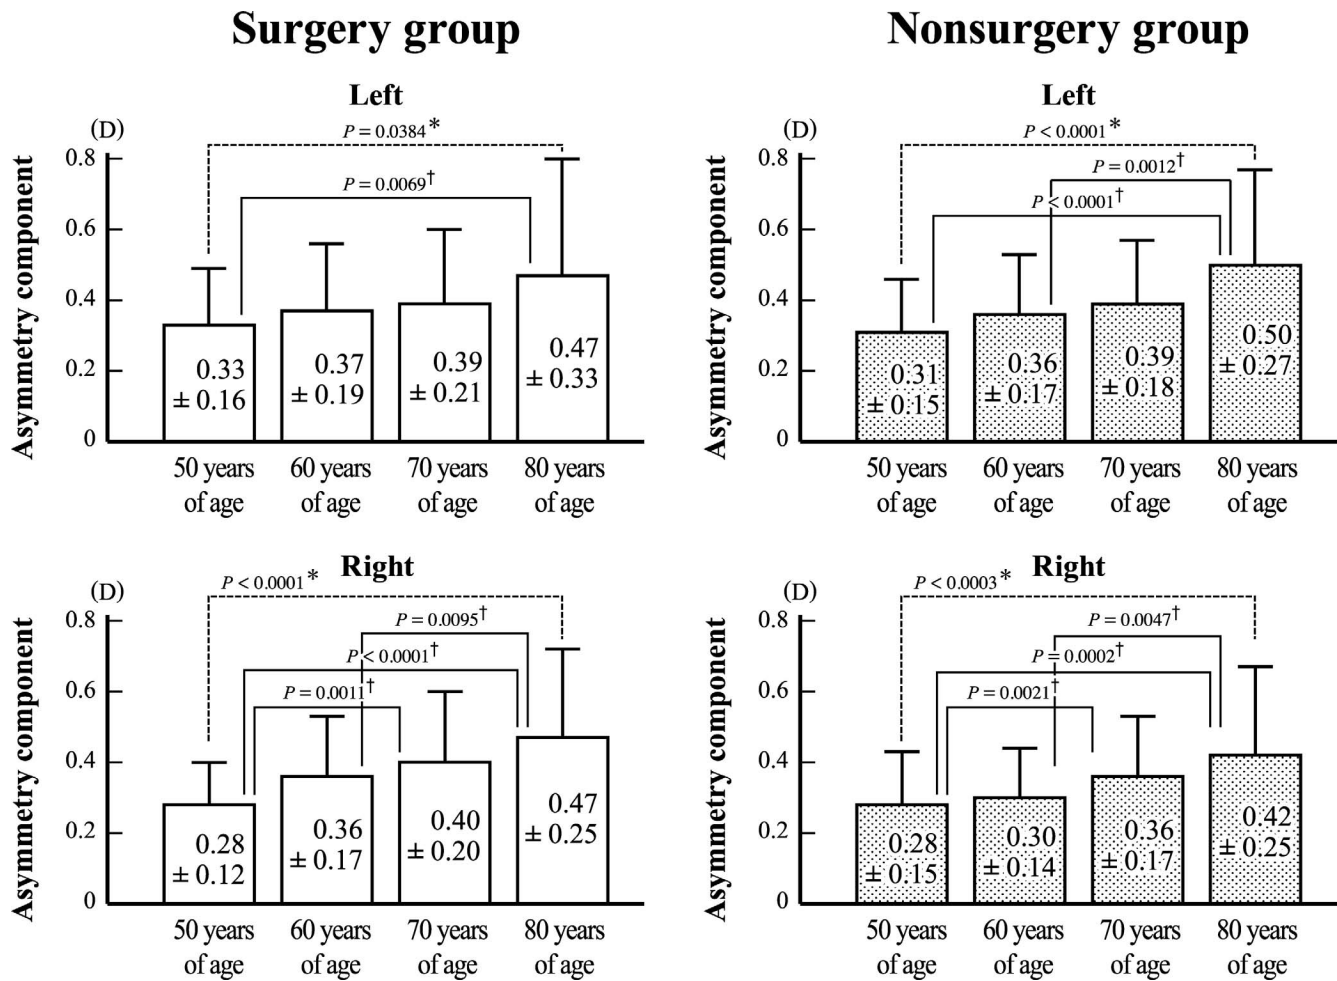 Surgery group
Nonsurgery group
Left
(D)
P = 0.0384 *
P = 0.0069 †
Asymmetry component
0.8
0.6
0.4
0.2
0
0.33
± 0.16
0.37
± 0.19
0.39
± 0.21
0.47
± 0.33
50 years
of age
60 years
of age
70 years
of age
80 years
of age
Left
(D)
P < 0.0001 *
P = 0.0012 †
P < 0.0001 †
Asymmetry component
0.8
0.6
0.4
0.2
0
0.31
± 0.15
0.36
± 0.17
0.39
± 0.18
0.50
± 0.27
50 years
of age
60 years
of age
70 years
of age
80 years
of age
Right
(D)
P < 0.0001 *
P = 0.0095 †
P < 0.0001 †
P = 0.0011 †
Asymmetry component
0.8
0.6
0.4
0.2
0
0.28
± 0.12
0.36
± 0.17
0.40
± 0.20
0.47
± 0.25
50 years
of age
60 years
of age
70 years
of age
80 years
of age
Right
(D)
P < 0.0003 *
P = 0.0047 †
P = 0.0002 †
P = 0.0021 †
Asymmetry component
0.8
0.6
0.4
0.2
0
0.28
± 0.15
0.30
± 0.14
0.36
± 0.17
0.42
± 0.25
50 years
of age
60 years
of age
70 years
of age
80 years
of age